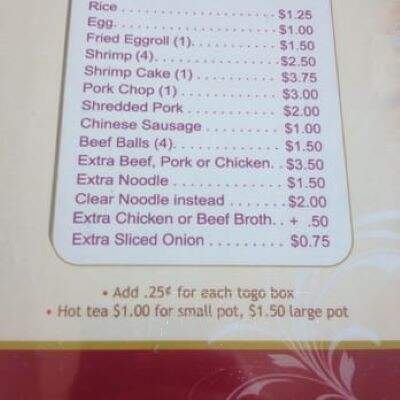 Rice . . . . . . . . . . . . . . . . . . . . $1.25
Egg. . . . . . . . . . . . . . . . . . . . . $1.00
Fried Eggroll (1). . . . . . . . . . . . $1.50
Shrimp (4). . . . . . . . . . . . . . . . . $2.50
Shrimp Cake (1) . . . . . . . . . . . . $3.75
Pork Chop (1) . . . . . . . . . . . . . . $3.00
Shredded Pork . . . . . . . . . . . . . $2.00
Chinese Sausage . . . . . . . . . . . $1.00
Beef Balls (4). . . . . . . . . . . . . . . $1.50
Extra Beef, Pork or Chicken. . $3.50
Extra Noodle . . . . . . . . . . . . . . $1.50
Clear Noodle instead . . . . . . . $2.00
Extra Chicken or Beef Broth. . + .50
Extra Sliced Onion . . . . . . . . . $0.75
• Add .25¢ for each togo box
• Hot tea $1.00 for small pot, $1.50 large pot